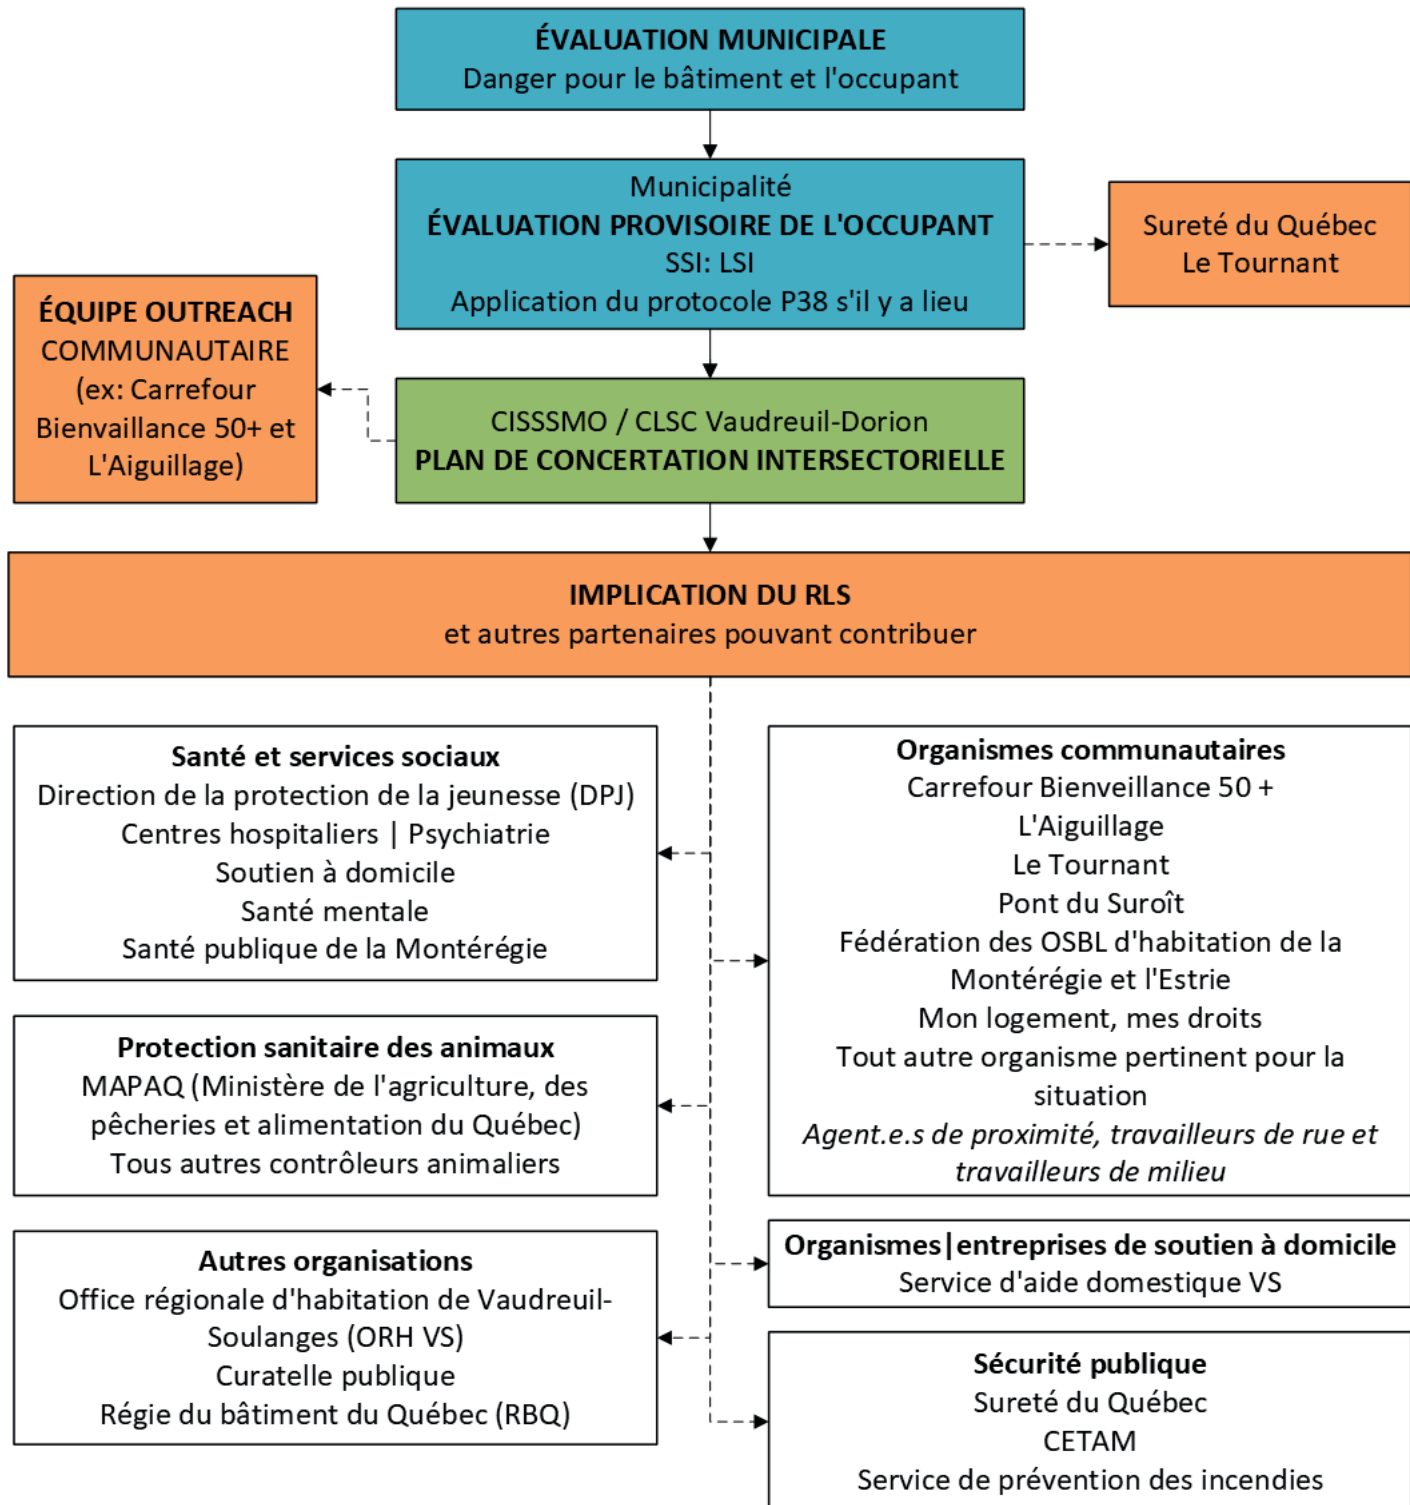 ÉVALUATION MUNICIPALE
Danger pour le bâtiment et l'occupant
Municipalité
ÉVALUATION PROVISOIRE DE L'OCCUPANT
SSI: LSI
Application du protocole P38 s'il y a lieu
Sureté du Québec
Le Tournant
ÉQUIPE OUTREACH
COMMUNAUTAIRE
(ex: Carrefour
Bienvaillance 50+ et
L'Aiguillage)
CISSSMO / CLSC Vaudreuil-Dorion
PLAN DE CONCERTATION INTERSECTORIELLE
IMPLICATION DU RLS
et autres partenaires pouvant contribuer
Santé et services sociaux
Direction de la protection de la jeunesse (DPJ)
Centres hospitaliers | Psychiatrie
Soutien à domicile
Santé mentale
Santé publique de la Montérégie
Protection sanitaire des animaux
MAPAQ (Ministère de l'agriculture, des
pêcheries et alimentation du Québec)
Tous autres contrôleurs animaliers
Autres organisations
Office régionale d'habitation de Vaudreuil-
Soulanges (ORH VS)
Curatelle publique
Régie du bâtiment du Québec (RBQ)
Organismes communautaires
Carrefour Bienveillance 50 +
L'Aiguillage
Le Tournant
Pont du Suroît
Fédération des OSBL d'habitation de la
Montérégie et l'Estrie
Mon logement, mes droits
Tout autre organisme pertinent pour la
situation
Agent.e.s de proximité, travailleurs de rue et
travailleurs de milieu
Organismes|entreprises de soutien à domicile
Service d'aide domestique VS
Sécurité publique
Sureté du Québec
CETAM
Service de prévention des incendies